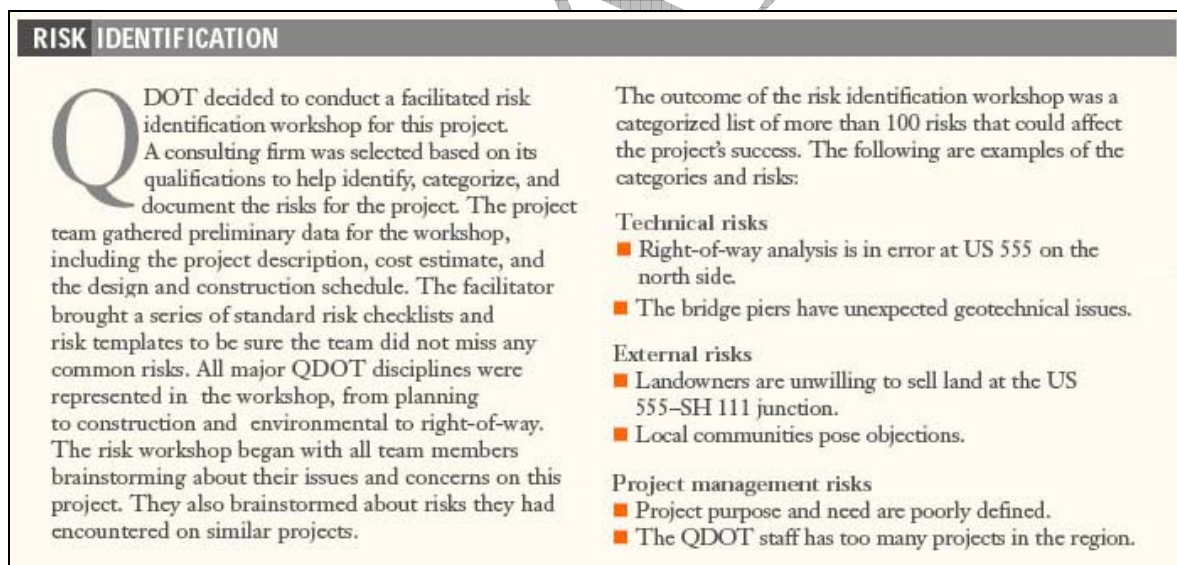 RISK IDENTIFICATION
QDOT decided to conduct a facilitated risk
identification workshop for this project.
A consulting firm was selected based on its
qualifications to help identify, categorize, and
document the risks for the project. The project
team gathered preliminary data for the workshop,
including the project description, cost estimate, and
the design and construction schedule. The facilitator
brought a series of standard risk checklists and
risk templates to be sure the team did not miss any
common risks. All major QDOT disciplines were
represented in the workshop, from planning
to construction and environmental to right-of-way.
The risk workshop began with all team members
brainstorming about their issues and concerns on this
project. They also brainstormed about risks they had
encountered on similar projects.
The outcome of the risk identification workshop was a
categorized list of more than 100 risks that could affect
the project's success. The following are examples of the
categories and risks:
Technical risks
■ Right-of-way analysis is in error at US 555 on the
north side.
■ The bridge piers have unexpected geotechnical issues.
External risks
■ Landowners are unwilling to sell land at the US
555–SH 111 junction.
■ Local communities pose objections.
Project management risks
■ Project purpose and need are poorly defined.
■ The QDOT staff has too many projects in the region.